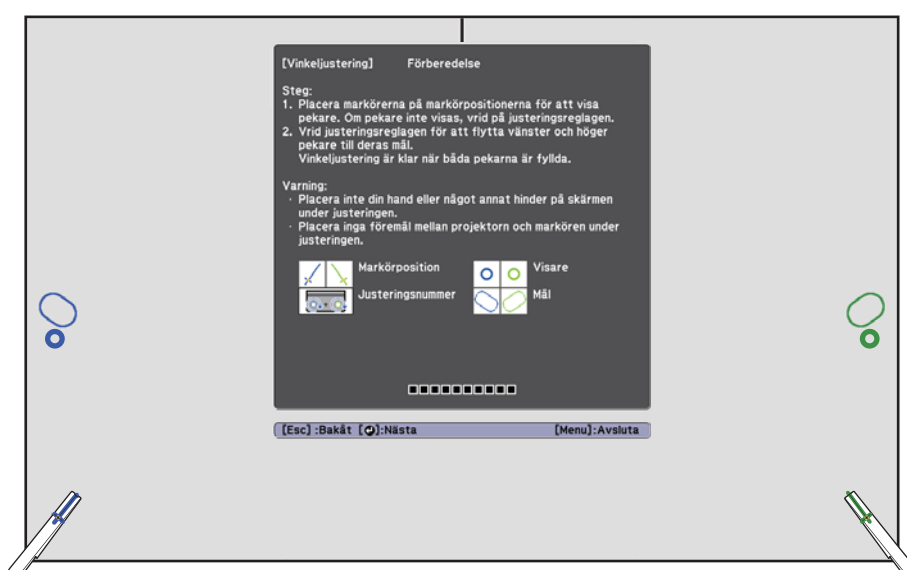 [Vinkeljustering] Förberedelse
Steg:
1. Placera markörerna på markörpositionerna för att visa
pekare. Om pekare inte visas, vrid på justeringsreglagen.
2. Vrid justeringsreglagen för att flytta vänster och höger
pekare till deras mål.
Vinkeljustering är klar när båda pekarna är fyllda.
Varning:
· Placera inte din hand eller något annat hinder på skärmen
under justeringen.
· Placera inga föremål mellan projektorn och markören under
justeringen.
Markörposition Visare
Justeringsnummer Mål
[Esc] :Bakåt [⏎]:Nästa [Menu]:Avsluta